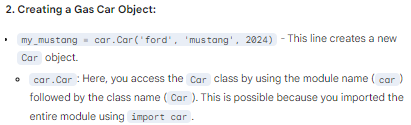 2. Creating a Gas Car Object:
• my_mustang = car.Car('ford', 'mustang', 2024) - This line creates a new
Car object.
◦ car.Car : Here, you access the Car class by using the module name ( car )
followed by the class name ( Car ). This is possible because you imported the
entire module using import car .